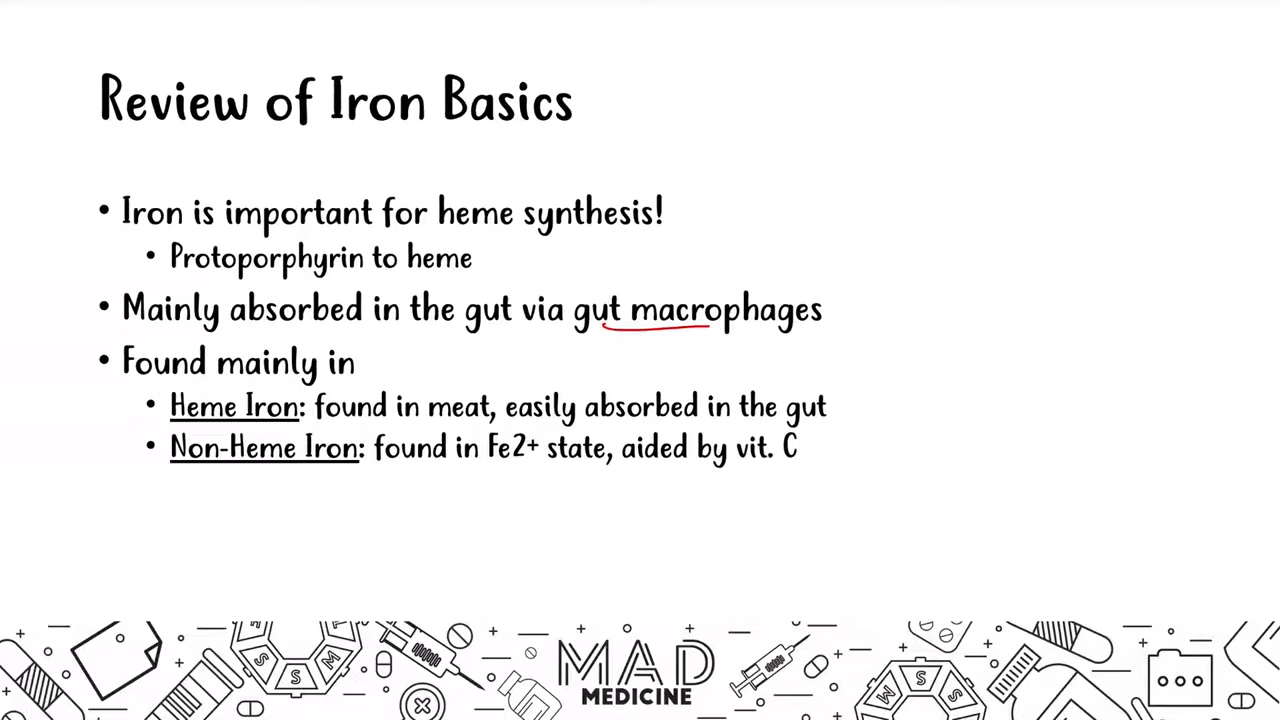 Review of Iron Basics
• Iron is important for heme synthesis!
• Protoporphyrin to heme
• Mainly absorbed in the gut via gut macrophages
• Found mainly in
• Heme Iron: found in meat, easily absorbed in the gut
• Non-Heme Iron: found in Fe2+ state, aided by vit. C
MAD
MEDICINE